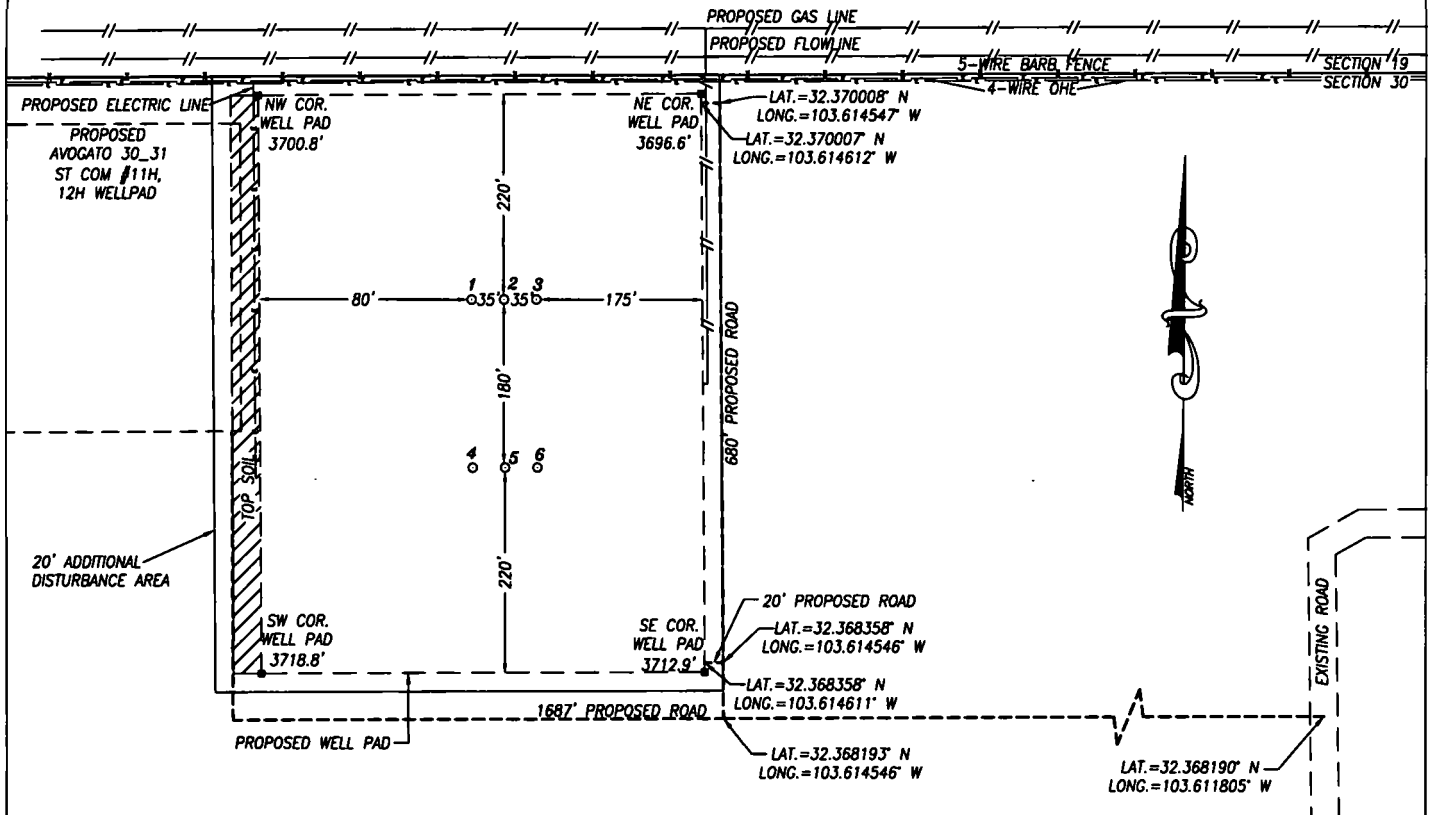 PROPOSED GAS LINE
PROPOSED FLOWLINE
5-WIRE BARB FENCE
SECTION 19
4-WIRE OHE
SECTION 30
PROPOSED ELECTRIC LINE
NW COR.
WELL PAD
3700.8'
NE COR.
WELL PAD
3696.6'
LAT.=32.370008° N
LONG.=103.614547° W
LAT.=32.370007° N
LONG.=103.614612° W
PROPOSED
AVOGATO 30_31
ST COM #11H,
12H WELLPAD
220'
1
2
3
80'
35'
35'
175'
180'
680' PROPOSED ROAD
4
5
6
TOP SOIL
NORTH
220'
20' ADDITIONAL
DISTURBANCE AREA
SW COR.
WELL PAD
3718.8'
SE COR.
WELL PAD
3712.9'
20' PROPOSED ROAD
LAT.=32.368358° N
LONG.=103.614546° W
LAT.=32.368358° N
LONG.=103.614611° W
EXISTING ROAD
1687' PROPOSED ROAD
PROPOSED WELL PAD
LAT.=32.368193° N
LONG.=103.614546° W
LAT.=32.368190° N
LONG.=103.611805° W